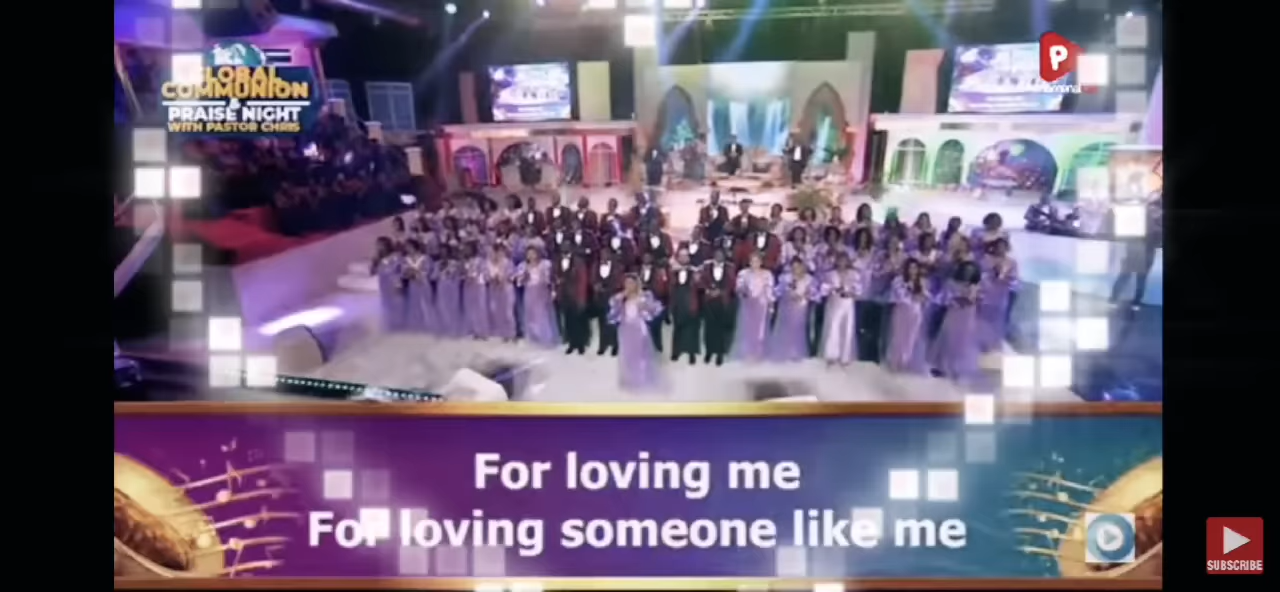 GLOBAL
COMMUNION
&
PRAISE NIGHT
WITH PASTOR CHRIS
P
For loving me
For loving someone like me
SUBSCRIBE